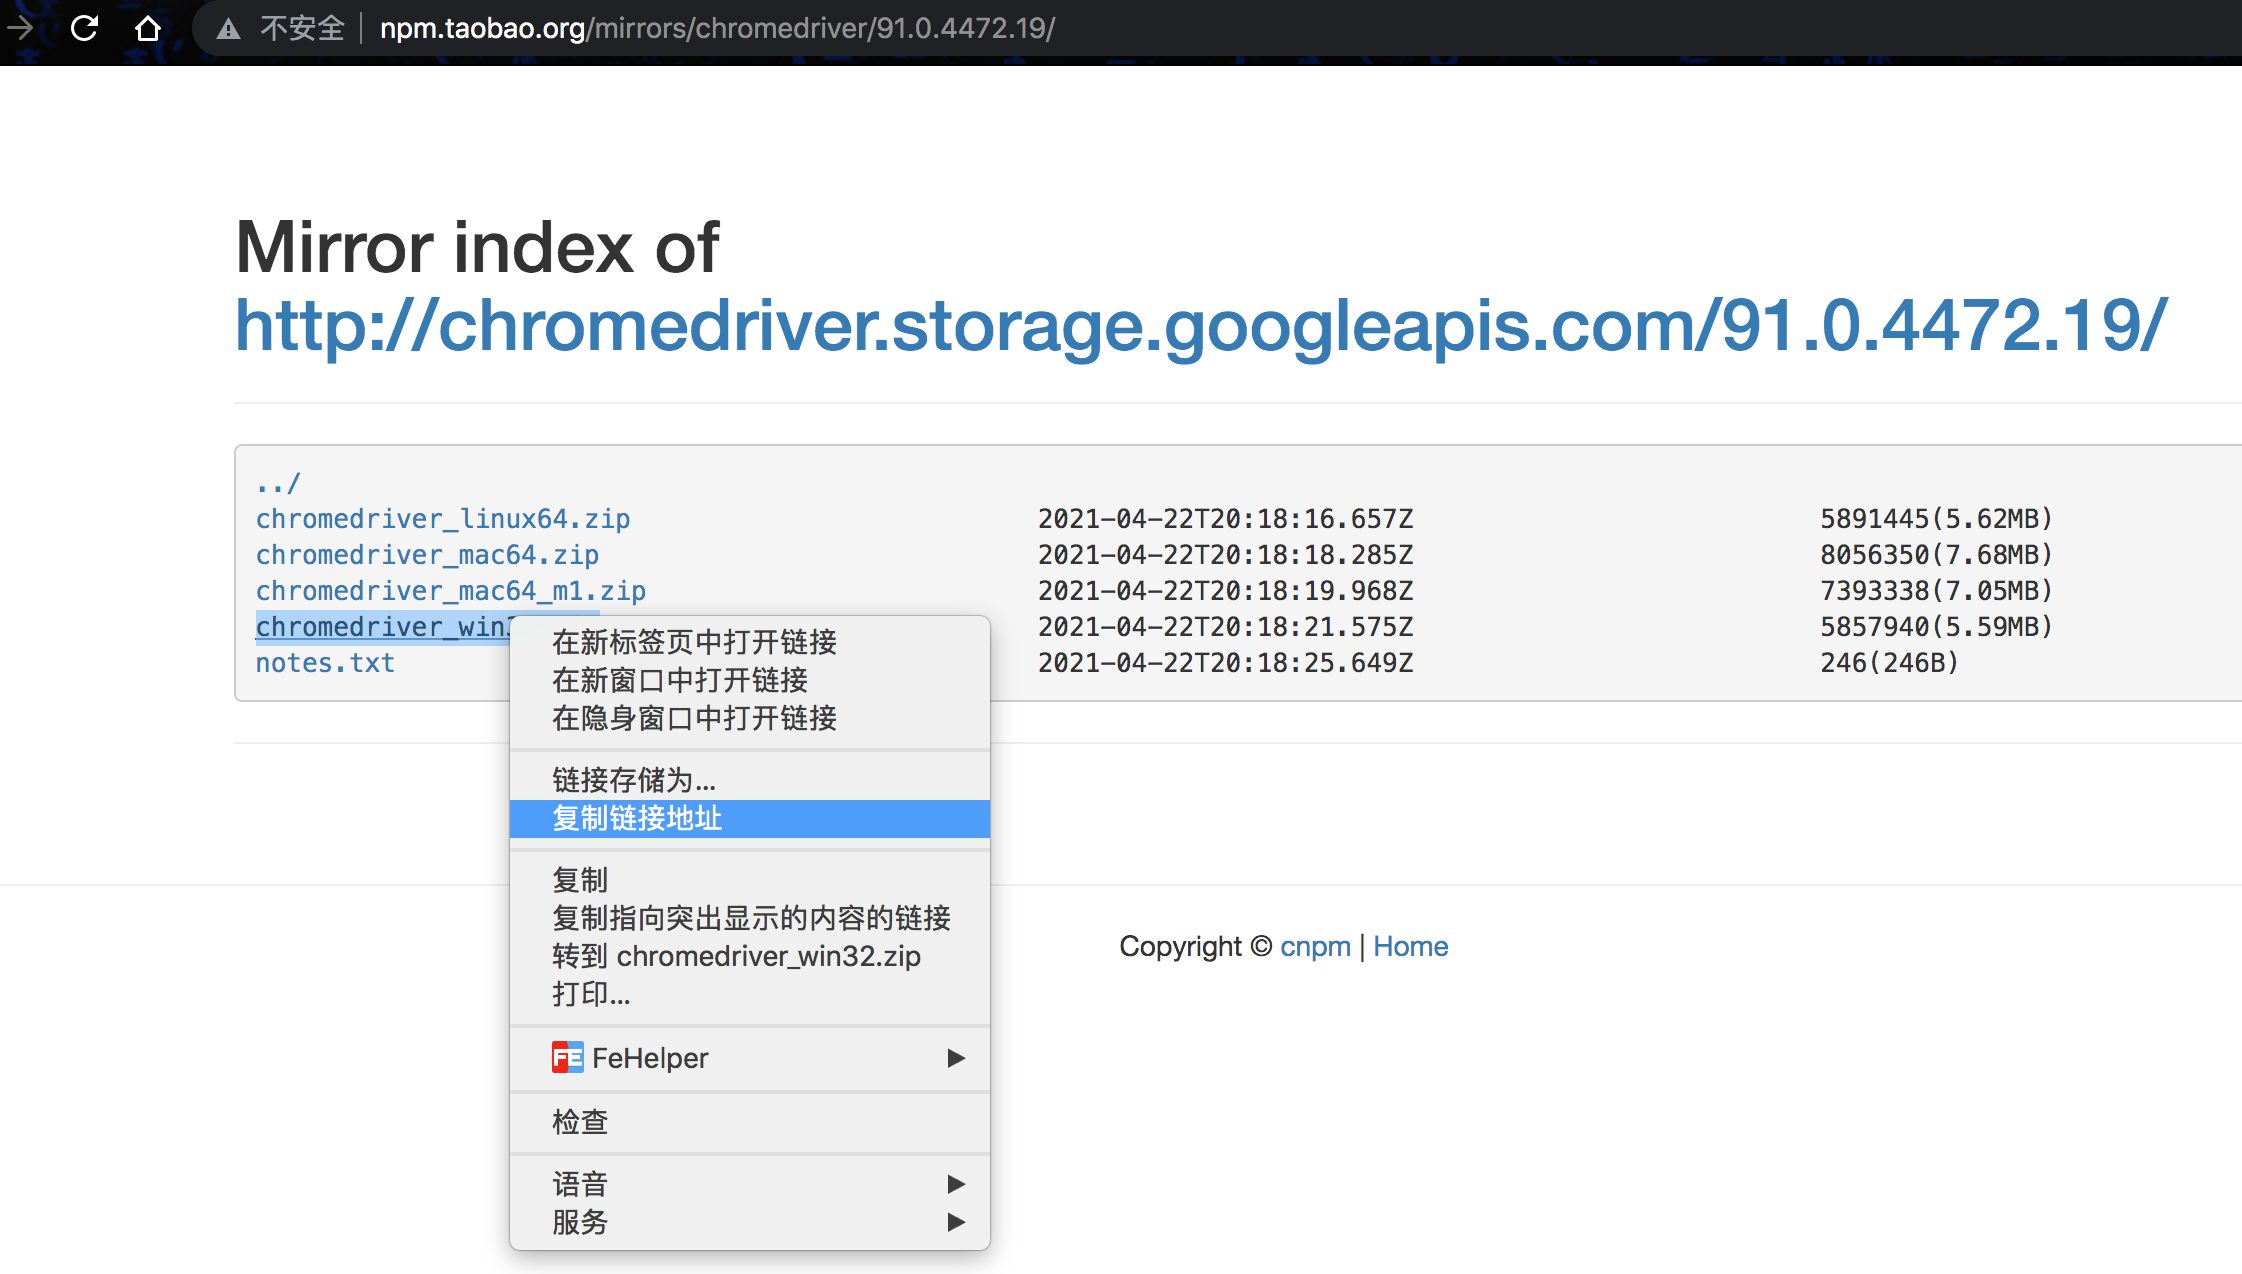 不安全 | npm.taobao.org/mirrors/chromedriver/91.0.4472.19/
Mirror index of
http://chromedriver.storage.googleapis.com/91.0.4472.19/
../
chromedriver_linux64.zip 2021-04-22T20:18:16.657Z 5891445(5.62MB)
chromedriver_mac64.zip 2021-04-22T20:18:18.285Z 8056350(7.68MB)
chromedriver_mac64_m1.zip 2021-04-22T20:18:19.968Z 7393338(7.05MB)
chromedriver_win 2021-04-22T20:18:21.575Z 5857940(5.59MB)
notes.txt 2021-04-22T20:18:25.649Z 246(246B)
在新标签页中打开链接
在新窗口中打开链接
在隐身窗口中打开链接
链接存储为...
复制链接地址
复制
复制指向突出显示的内容的链接
转到 chromedriver_win32.zip
打印...
FE FeHelper
检查
语音
服务
Copyright © cnpm | Home